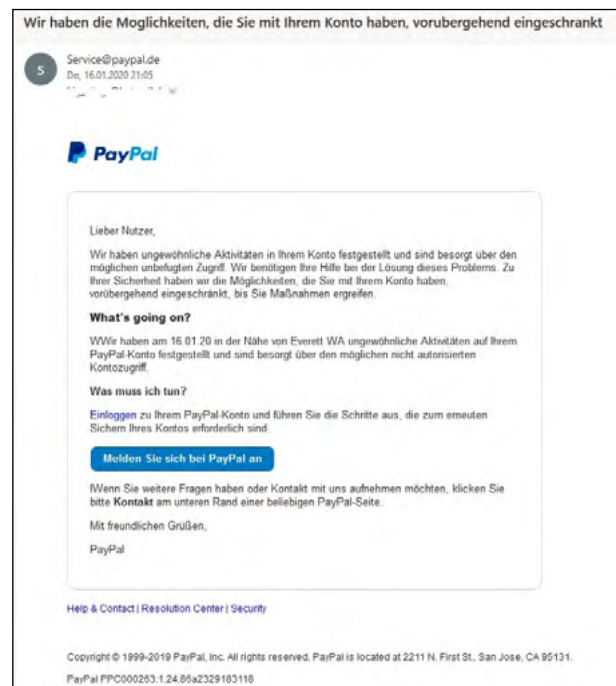 Wir haben die Moglichkeiten, die Sie mit Ihrem Konto haben, vorubergehend eingeschrankt
S
Service@paypal.de
Do, 16.01.2020 21:05
PayPal
Lieber Nutzer,
Wir haben ungewöhnliche Aktivitäten in Ihrem Konto festgestellt und sind besorgt über den
möglichen unbefugten Zugriff. Wir benötigen Ihre Hilfe bei der Lösung dieses Problems. Zu
Ihrer Sicherheit haben wir die Möglichkeiten, die Sie mit Ihrem Konto haben,
vorübergehend eingeschränkt, bis Sie Maßnahmen ergreifen.
What's going on?
WWir haben am 16.01.20 in der Nähe von Everett WA ungewöhnliche Aktivitäten auf Ihrem
PayPal-Konto festgestellt und sind besorgt über den möglichen nicht autorisierten
Kontozugriff.
Was muss ich tun?
Einloggen zu Ihrem PayPal-Konto und führen Sie die Schritte aus, die zum erneuten
Sichern Ihres Kontos erforderlich sind.
Melden Sie sich bei PayPal an
lWenn Sie weitere Fragen haben oder Kontakt mit uns aufnehmen möchten, klicken Sie
bitte Kontakt am unteren Rand einer beliebigen PayPal-Seite.
Mit freundlichen Grüßen,
PayPal
Help & Contact | Resolution Center | Security
Copyright © 1999-2019 PayPal, Inc. All rights reserved. PayPal is located at 2211 N. First St., San Jose, CA 95131.
PayPal PPC000263:1.24:86a2329183118